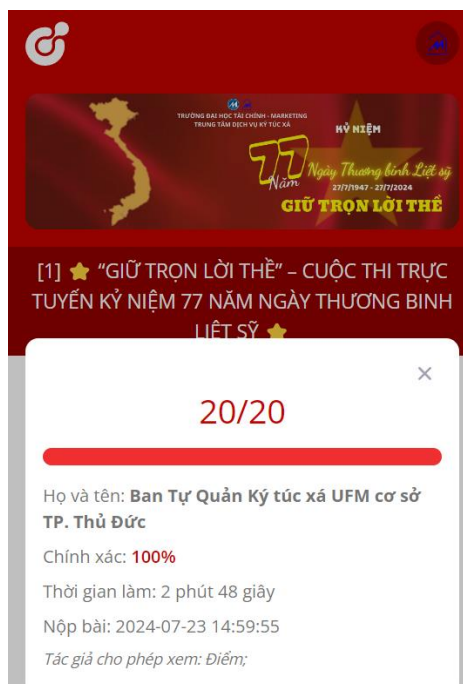 TRƯỜNG ĐẠI HỌC TÀI CHÍNH - MARKETING
TRUNG TÂM DỊCH VỤ KÝ TÚC XÁ
KỶ NIỆM
77 Năm
Ngày Thương binh Liệt sỹ
27/7/1947 - 27/7/2024
GIỮ TRỌN LỜI THỀ
[1] ⭐ “GIỮ TRỌN LỜI THỀ” – CUỘC THI TRỰC
TUYẾN KỶ NIỆM 77 NĂM NGÀY THƯƠNG BINH
LIỆT SỸ ⭐
×
20/20
Họ và tên: Ban Tự Quản Ký túc xá UFM cơ sở
TP. Thủ Đức
Chính xác: 100%
Thời gian làm: 2 phút 48 giây
Nộp bài: 2024-07-23 14:59:55
Tác giả cho phép xem: Điểm;